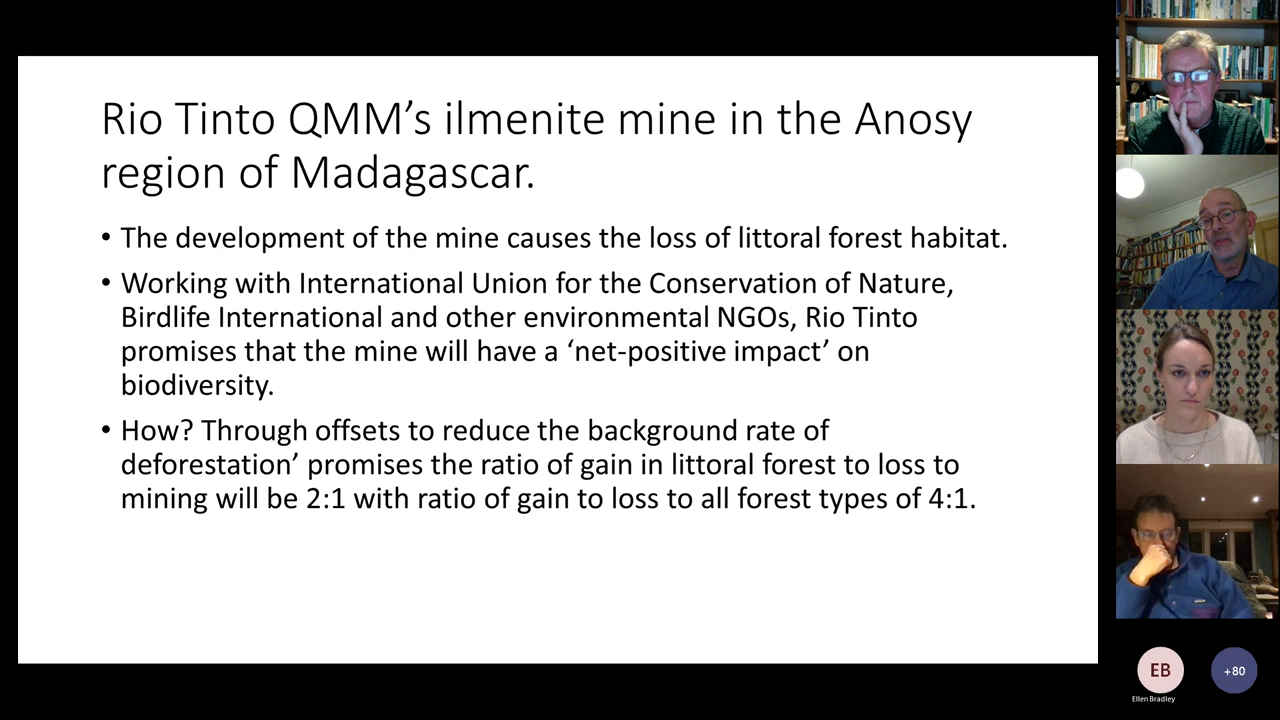 Rio Tinto QMM’s ilmenite mine in the Anosy
region of Madagascar.
• The development of the mine causes the loss of littoral forest habitat.
• Working with International Union for the Conservation of Nature,
Birdlife International and other environmental NGOs, Rio Tinto
promises that the mine will have a ‘net-positive impact’ on
biodiversity.
• How? Through offsets to reduce the background rate of
deforestation’ promises the ratio of gain in littoral forest to loss to
mining will be 2:1 with ratio of gain to loss to all forest types of 4:1.
EB
Ellen Bradley
+80